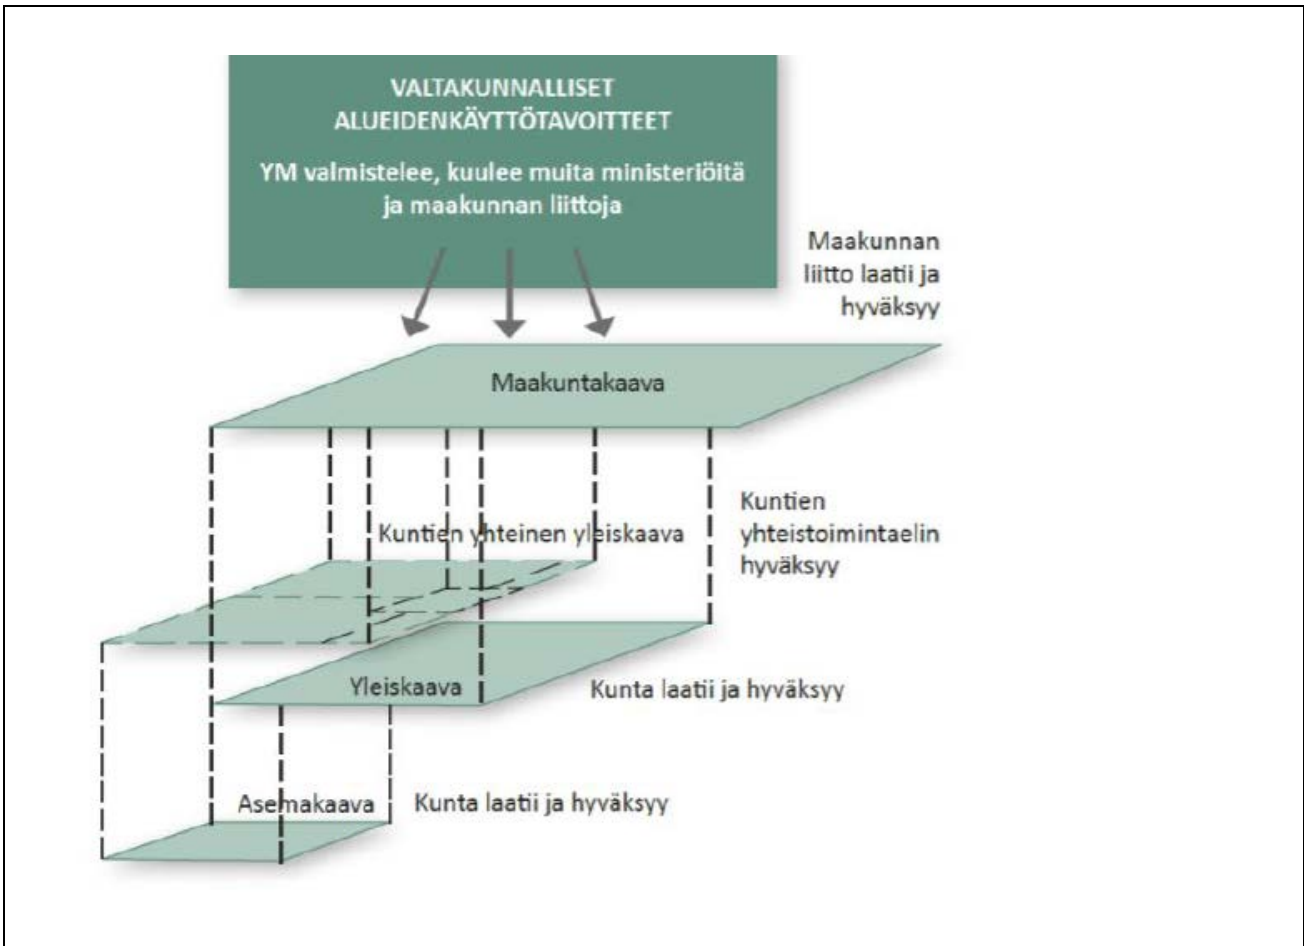 VALTAKUNNALLISET
ALUEIDENKÄYTTÖTAVOITTEET
YM valmistelee, kuulee muita ministeriöitä
ja maakunnan liittoja
Maakunnan
liitto laatii ja
hyväksyy
Maakuntakaava
Kuntien
yhteistoimintaelin
hyväksyy
Kuntien yhteinen yleiskaava
Yleiskaava
Kunta laatii ja hyväksyy
Asemakaava
Kunta laatii ja hyväksyy